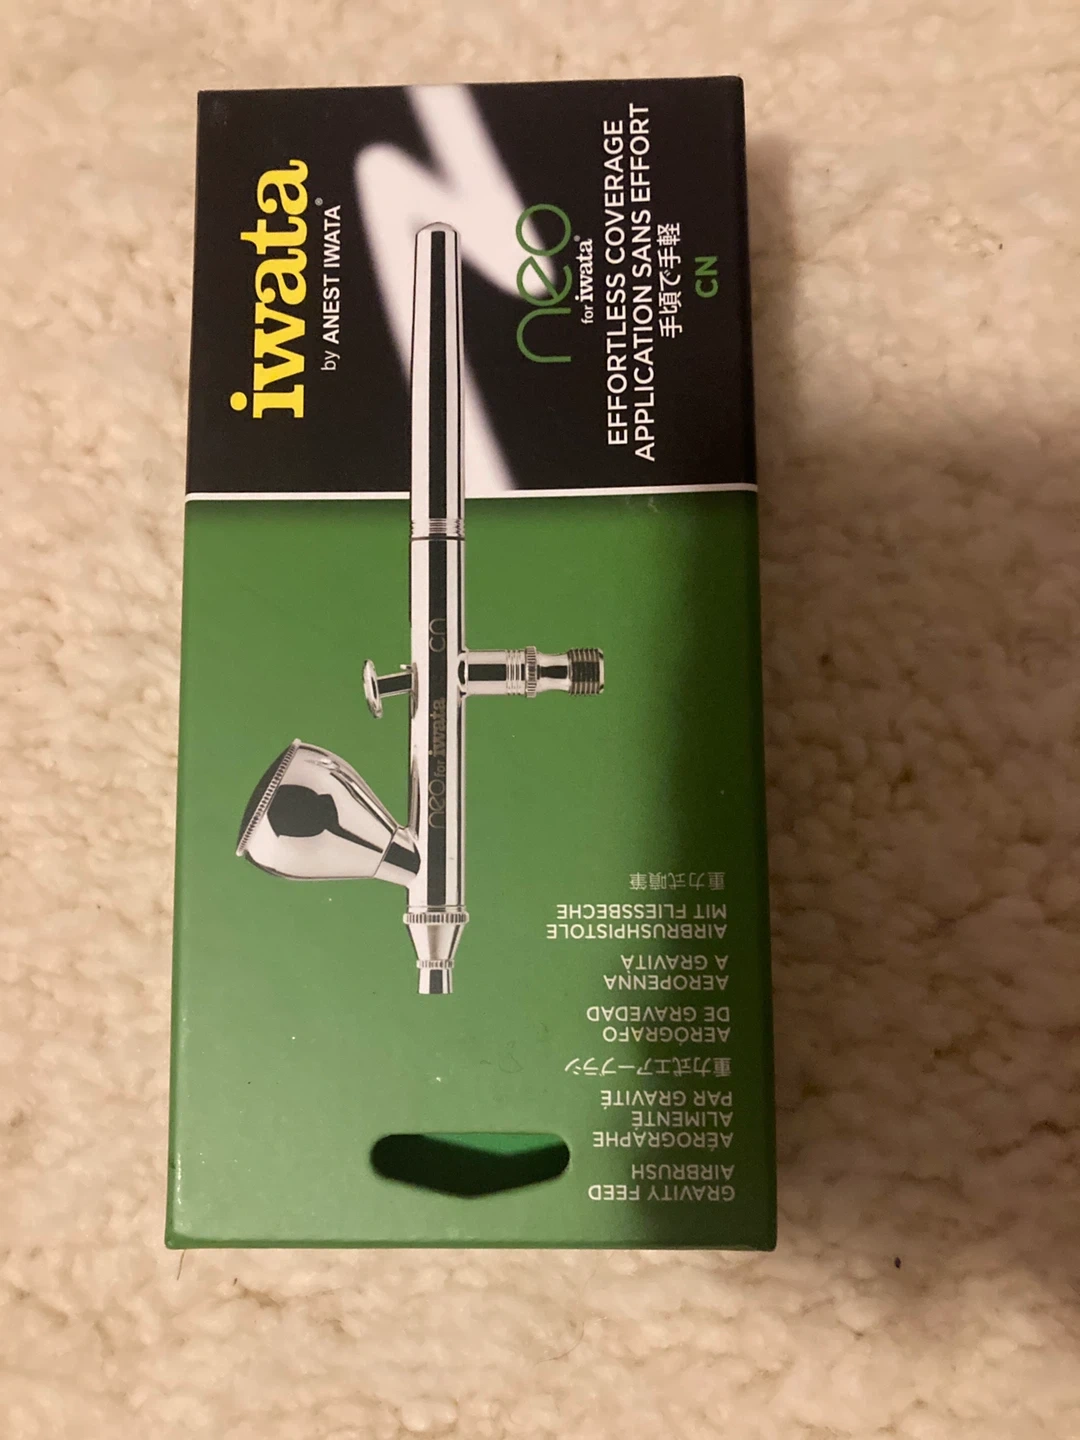 iwata
by ANEST IWATA®
neo
for iwata®
EFFORTLESS COVERAGE
APPLICATION SANS EFFORT
手頃で手軽
CN
neo for iwata CN
GRAVITY FEED
AIRBRUSH
AÉROGRAPHE
ALIMENTÉ
PAR GRAVITÉ
重力式エアーブラシ
AERÓGRAFO
DE GRAVEDAD
AEROPENNA
A GRAVITÀ
AIRBRUSHPISTOLE
MIT FLIESSBECHE
重力式噴筆